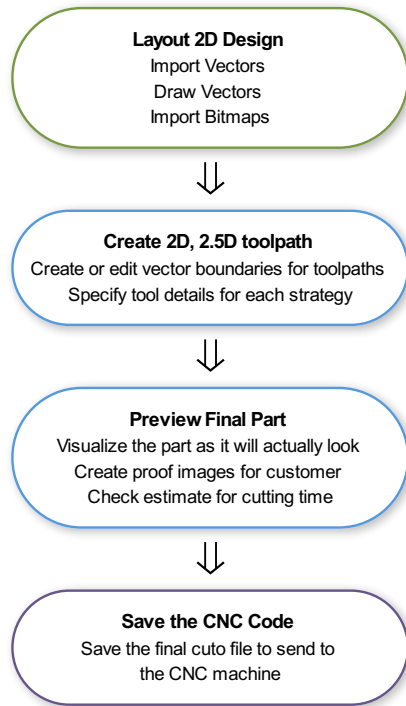 Layout 2D Design
Import Vectors
Draw Vectors
Import Bitmaps
Create 2D, 2.5D toolpath
Create or edit vector boundaries for toolpaths
Specify tool details for each strategy
Preview Final Part
Visualize the part as it will actually look
Create proof images for customer
Check estimate for cutting time
Save the CNC Code
Save the final cuto file to send to
the CNC machine